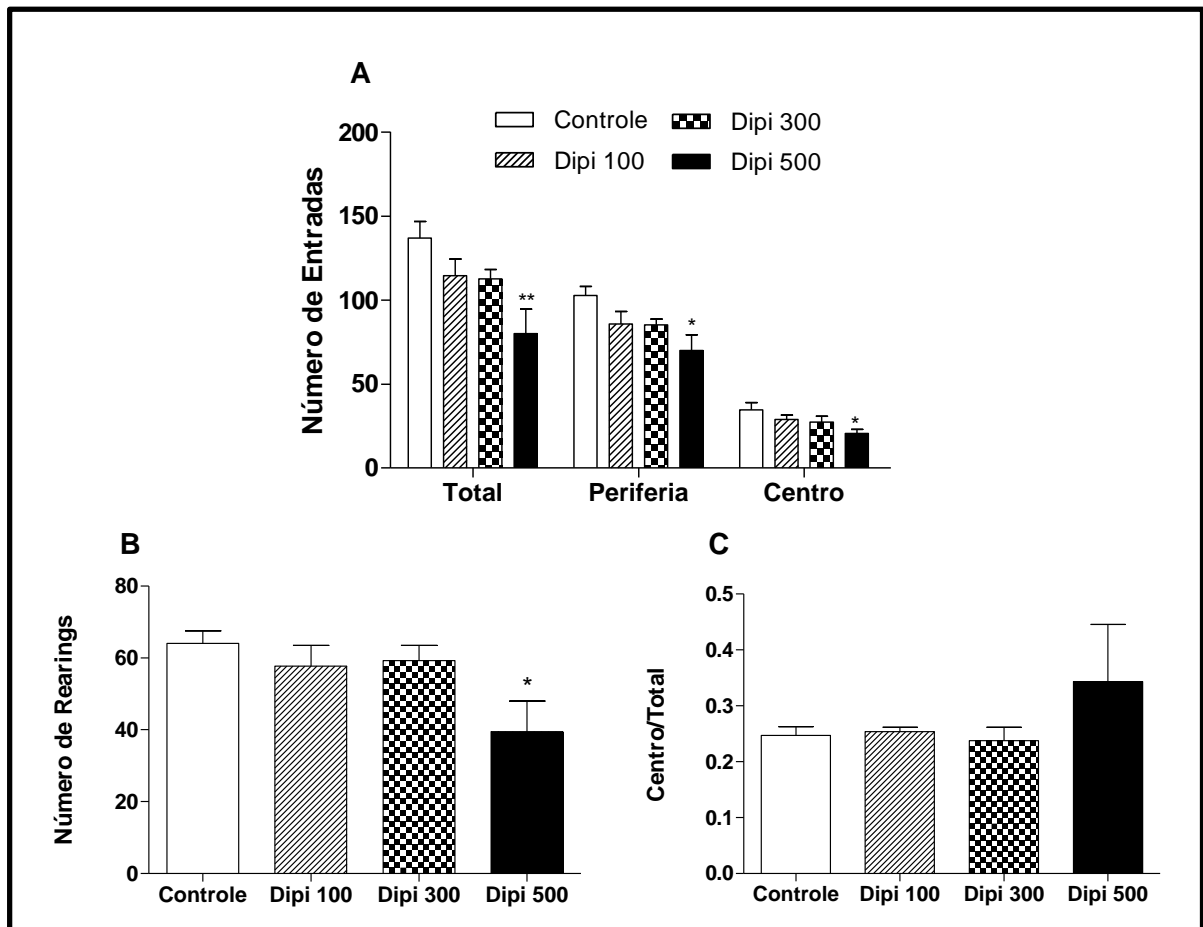 A
Controle
Dipi 300
Dipi 100
Dipi 500
Número de Entradas
200
150
100
50
0
**
*
*
Total Periferia Centro
B
Número de Rearings
80
60
40
20
0
*
Controle Dipi 100 Dipi 300 Dipi 500
C
Centro/Total
0.5
0.4
0.3
0.2
0.1
0.0
Controle Dipi 100 Dipi 300 Dipi 500